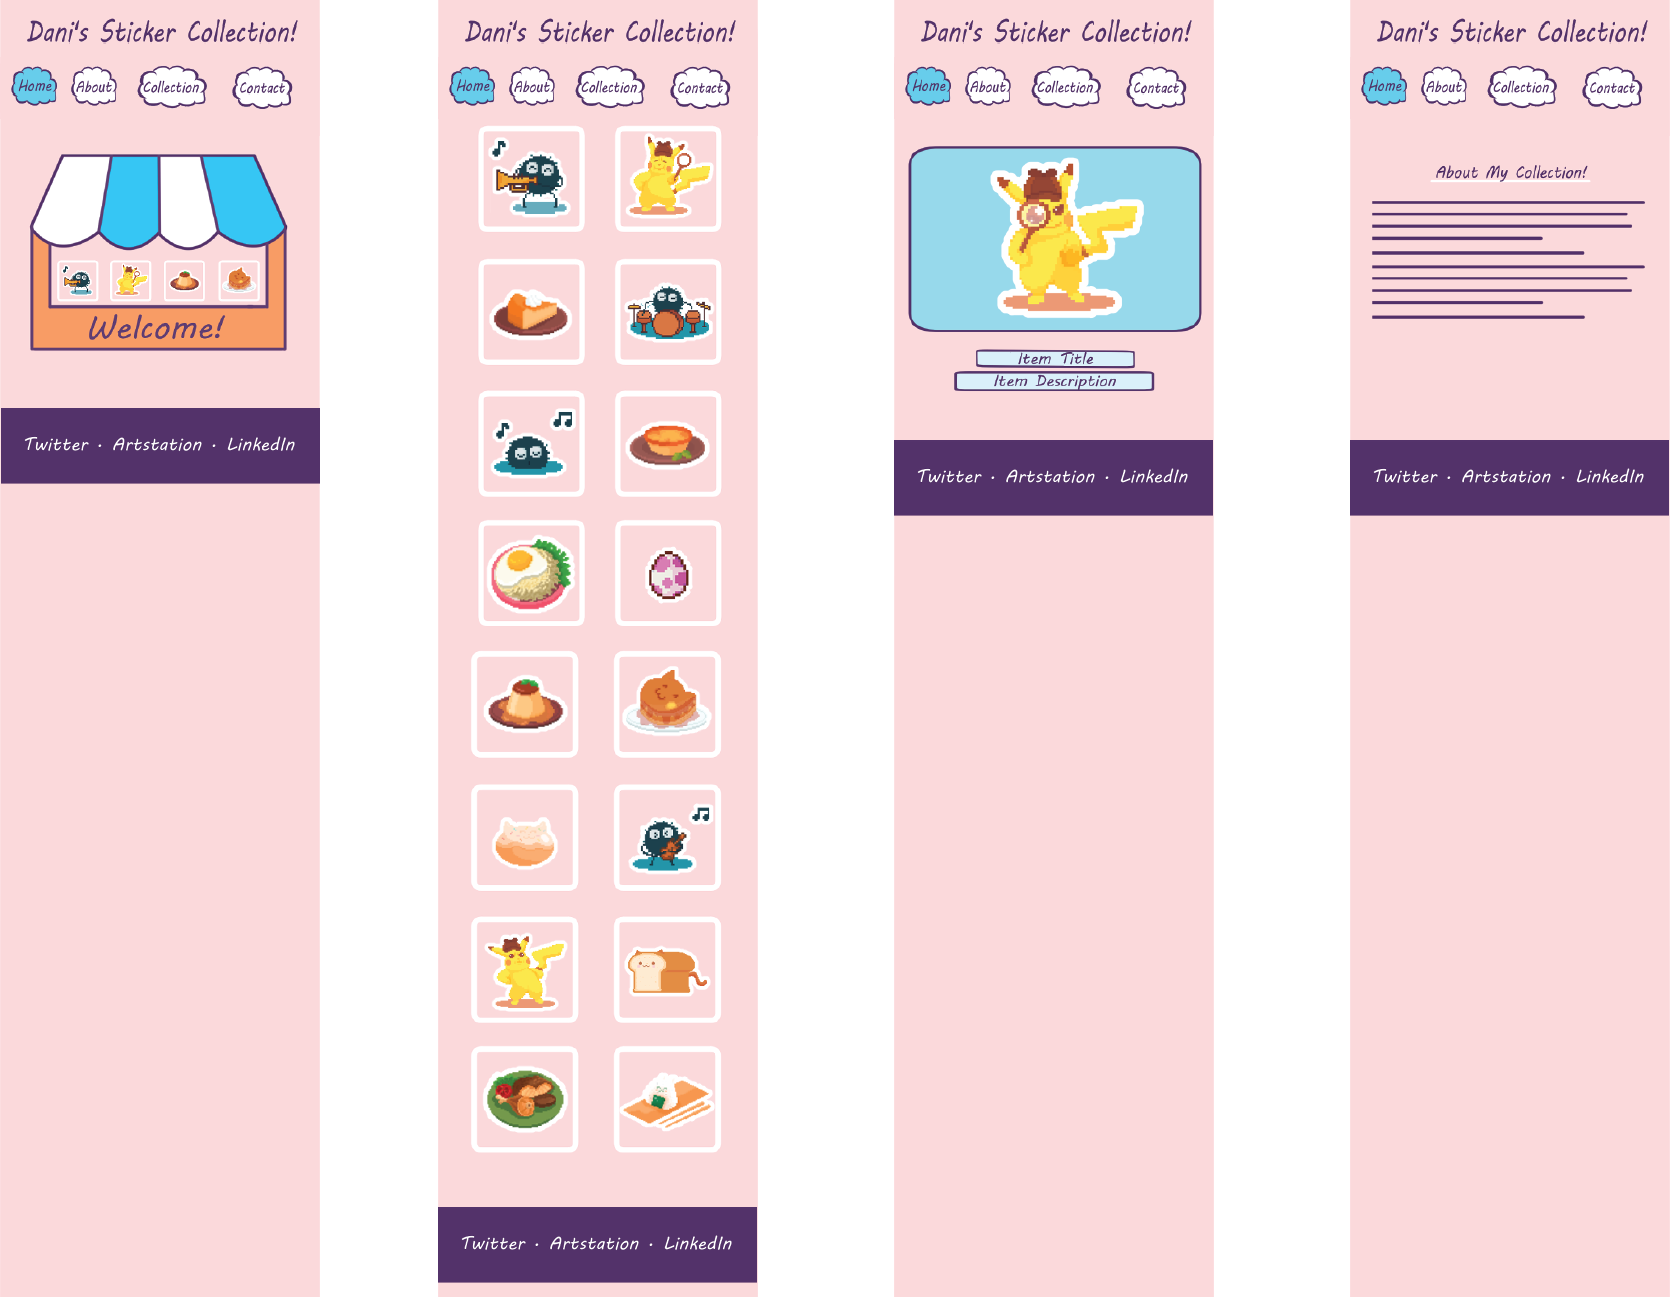 Dani's Sticker Collection!
Home About Collection Contact
Welcome!
Twitter · Artstation · LinkedIn
Dani's Sticker Collection!
Home About Collection Contact
Twitter · Artstation · LinkedIn
Dani's Sticker Collection!
Home About Collection Contact
Item Title
Item Description
Twitter · Artstation · LinkedIn
Dani's Sticker Collection!
Home About Collection Contact
About My Collection!
Twitter · Artstation · LinkedIn